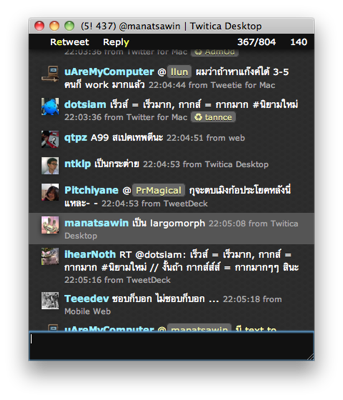 (5! 437) @manatsawin | Twitica Desktop
Retweet Reply 367/804 140
03:03:36 from Twitter for Mac ♻ AdmOd
uAreMyComputer @ llun ผมว่าถ้าหาแก๊งค์ได้ 3-5
คนก็ work มากแล้ว 22:04:44 from Tweetie for Mac
dotsiam เร็วส์ = เร็วมาก, กากส์ = กากมาก #นิยามใหม่
22:03:36 from Twitter for Mac ♻ tannce
qtpz A99 สเปคเทพดีนะ 22:04:51 from web
ntklp เป็นกระต่าย 22:04:53 from Twitica Desktop
Pitchiyane @ PrMagical กุจะตบเมิงก้อประโยคหลังนี่
แหละ- - 22:04:53 from TweetDeck
manatsawin เป็น largomorph 22:05:08 from Twitica
Desktop
ihearNoth RT @dotsiam: เร็วส์ = เร็วมาก, กากส์ =
กากมาก #นิยามใหม่ // งั้นถ้า กากส์ส์ส์ = กากมากๆๆ สินะ
22:05:16 from TweetDeck
Teeedev ชอบก็บอก ไม่ชอบก็บอก ... 22:05:18 from
Mobile Web
uAreMyComputer @ manatsawin มี text to